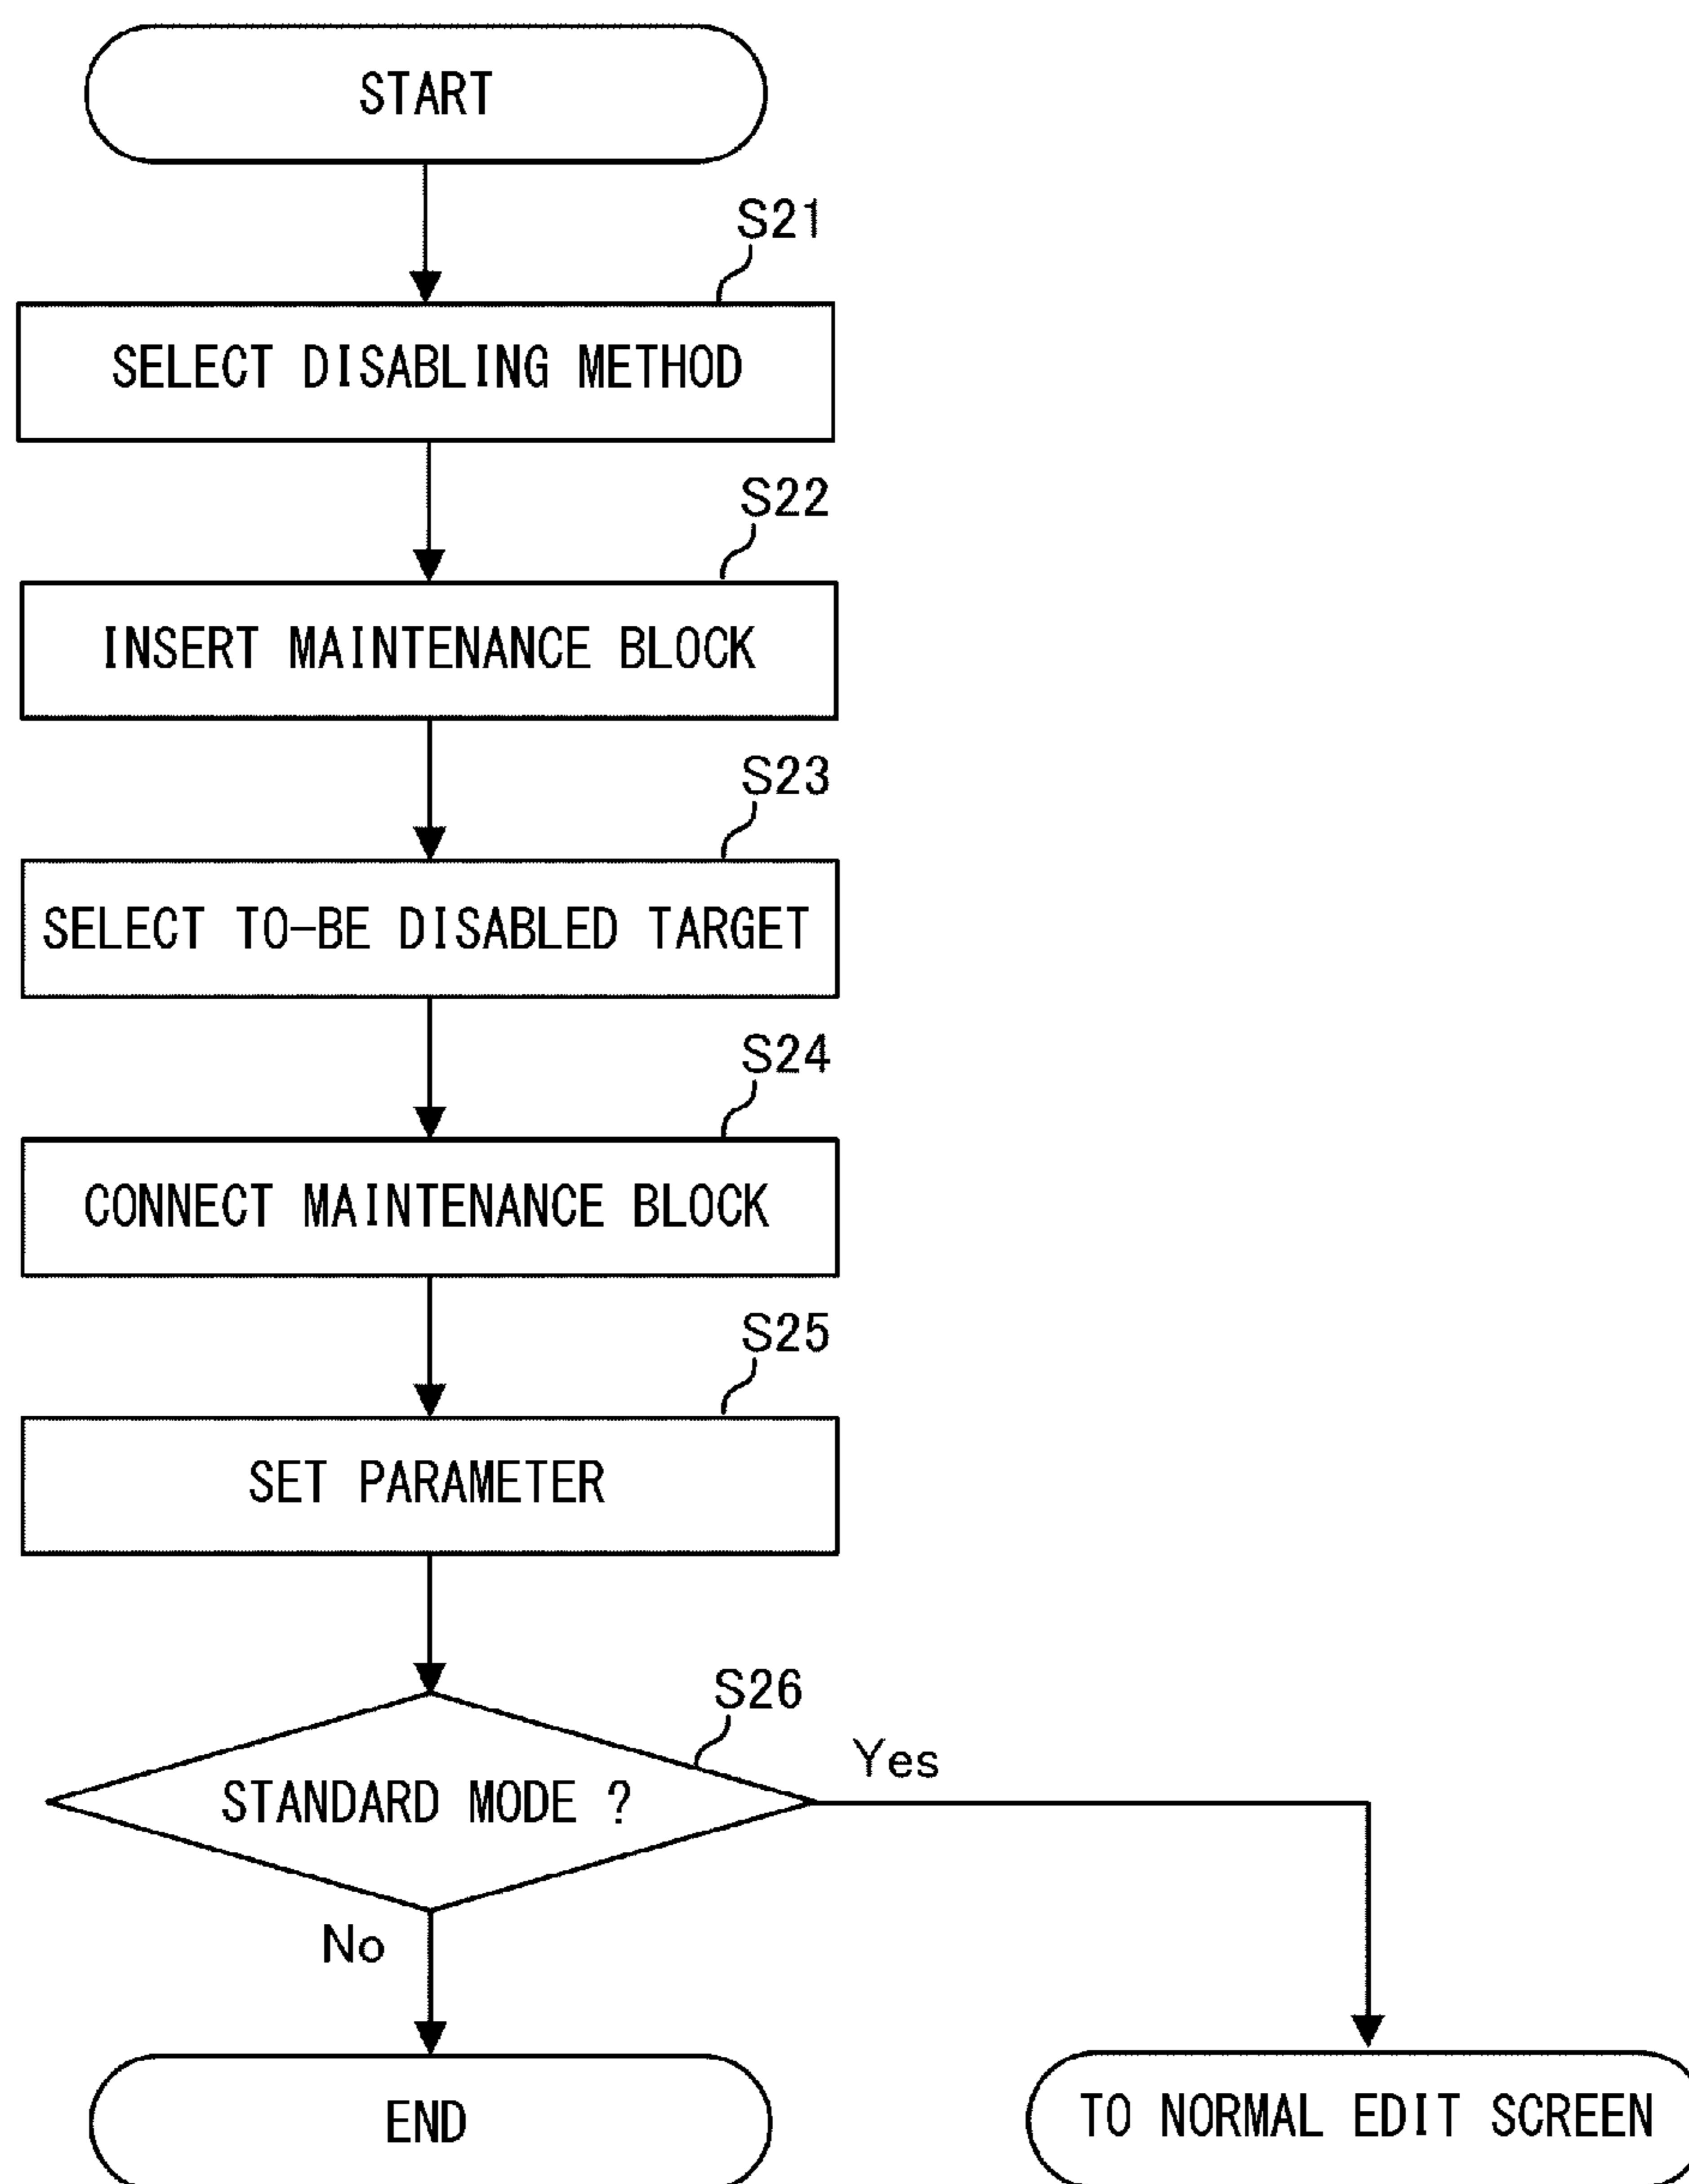 START
S21
SELECT DISABLING METHOD
S22
INSERT MAINTENANCE BLOCK
S23
SELECT TO-BE DISABLED TARGET
S24
CONNECT MAINTENANCE BLOCK
S25
SET PARAMETER
S26
STANDARD MODE ?
Yes
No
END
TO NORMAL EDIT SCREEN